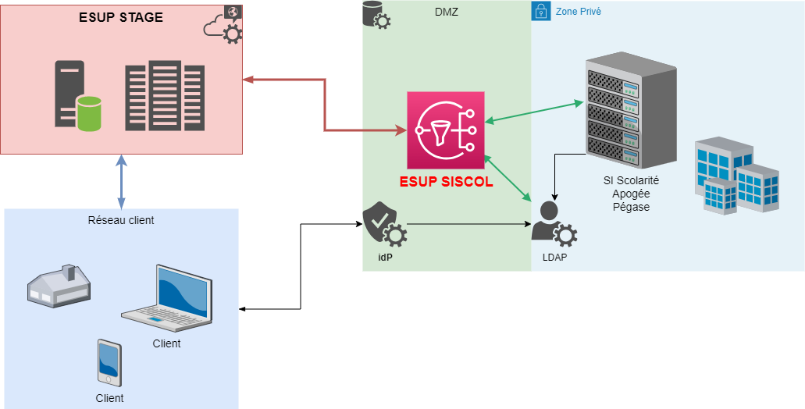 ESUP STAGE
DMZ
Zone Privé
ESUP SISCOL
SI Scolarité
Apogée
Pégase
Réseau client
idP
LDAP
Client
Client